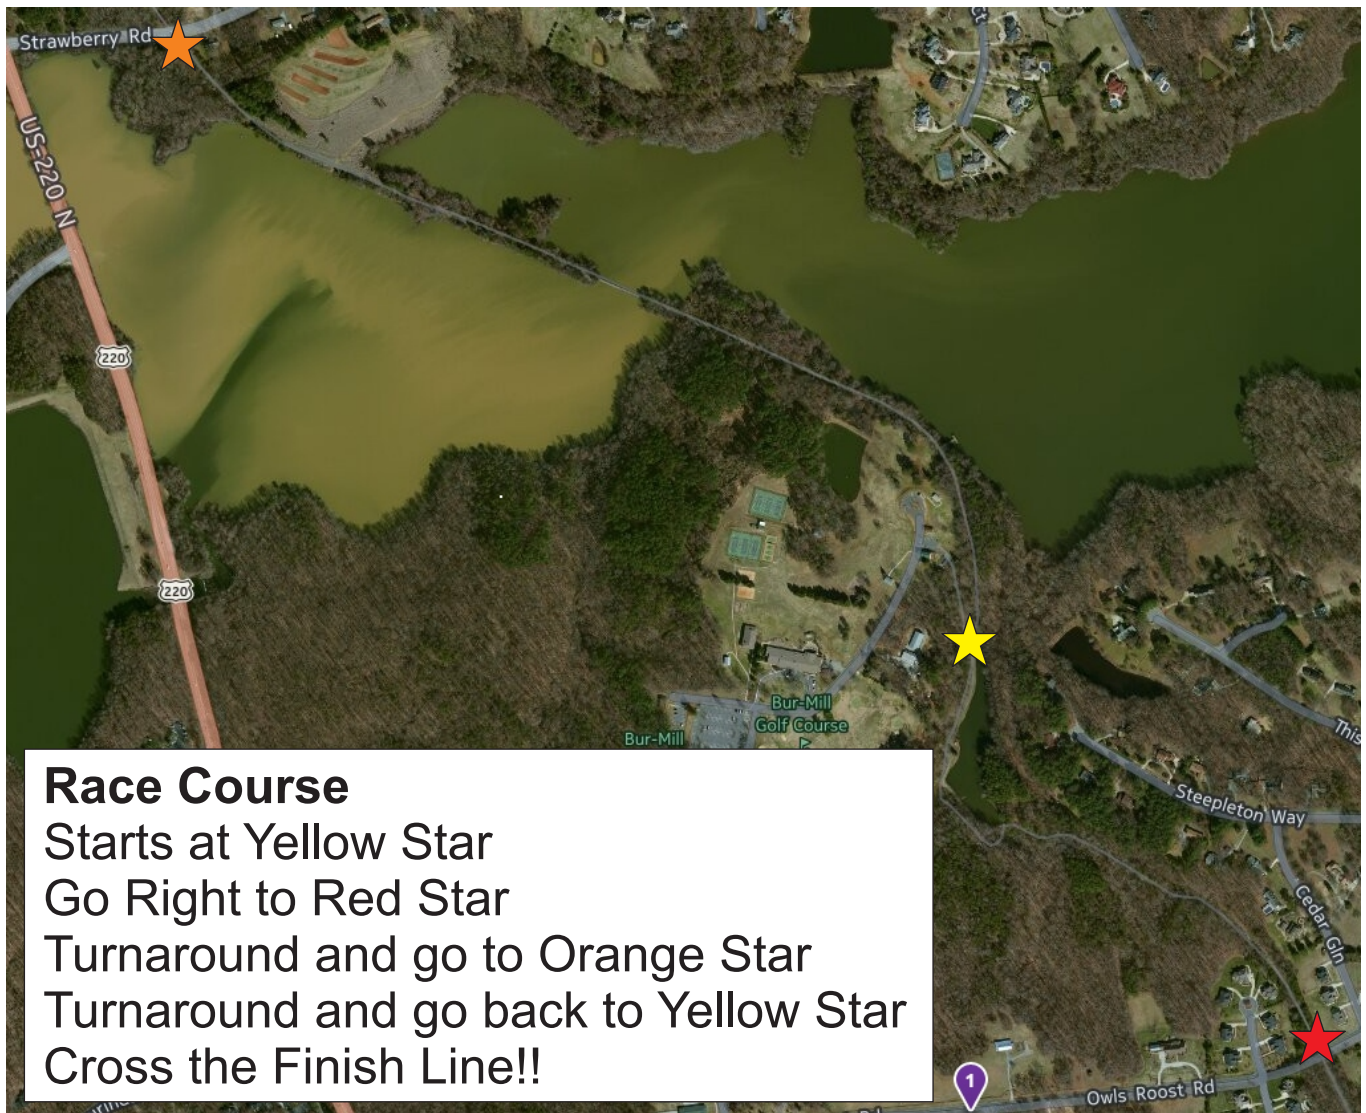 Strawberry Rd
Ct
US-220 N
220
220
Bur-Mill
Golf Course
Bur-Mill
This
Steepleton Way
Cedar Gln
Race Course
Starts at Yellow Star
Go Right to Red Star
Turnaround and go to Orange Star
Turnaround and go back to Yellow Star
Cross the Finish Line!!
1
Owls Roost Rd